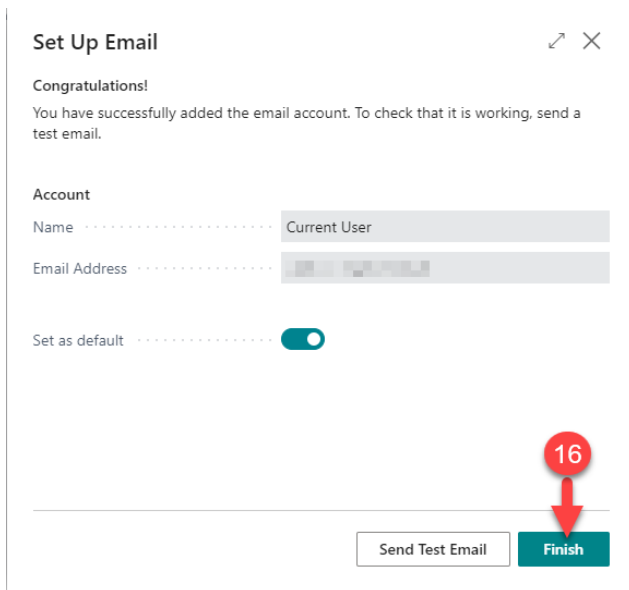 Set Up Email
Congratulations!
You have successfully added the email account. To check that it is working, send a
test email.
Account
Name Current User
Email Address
Set as default
16
Send Test Email Finish